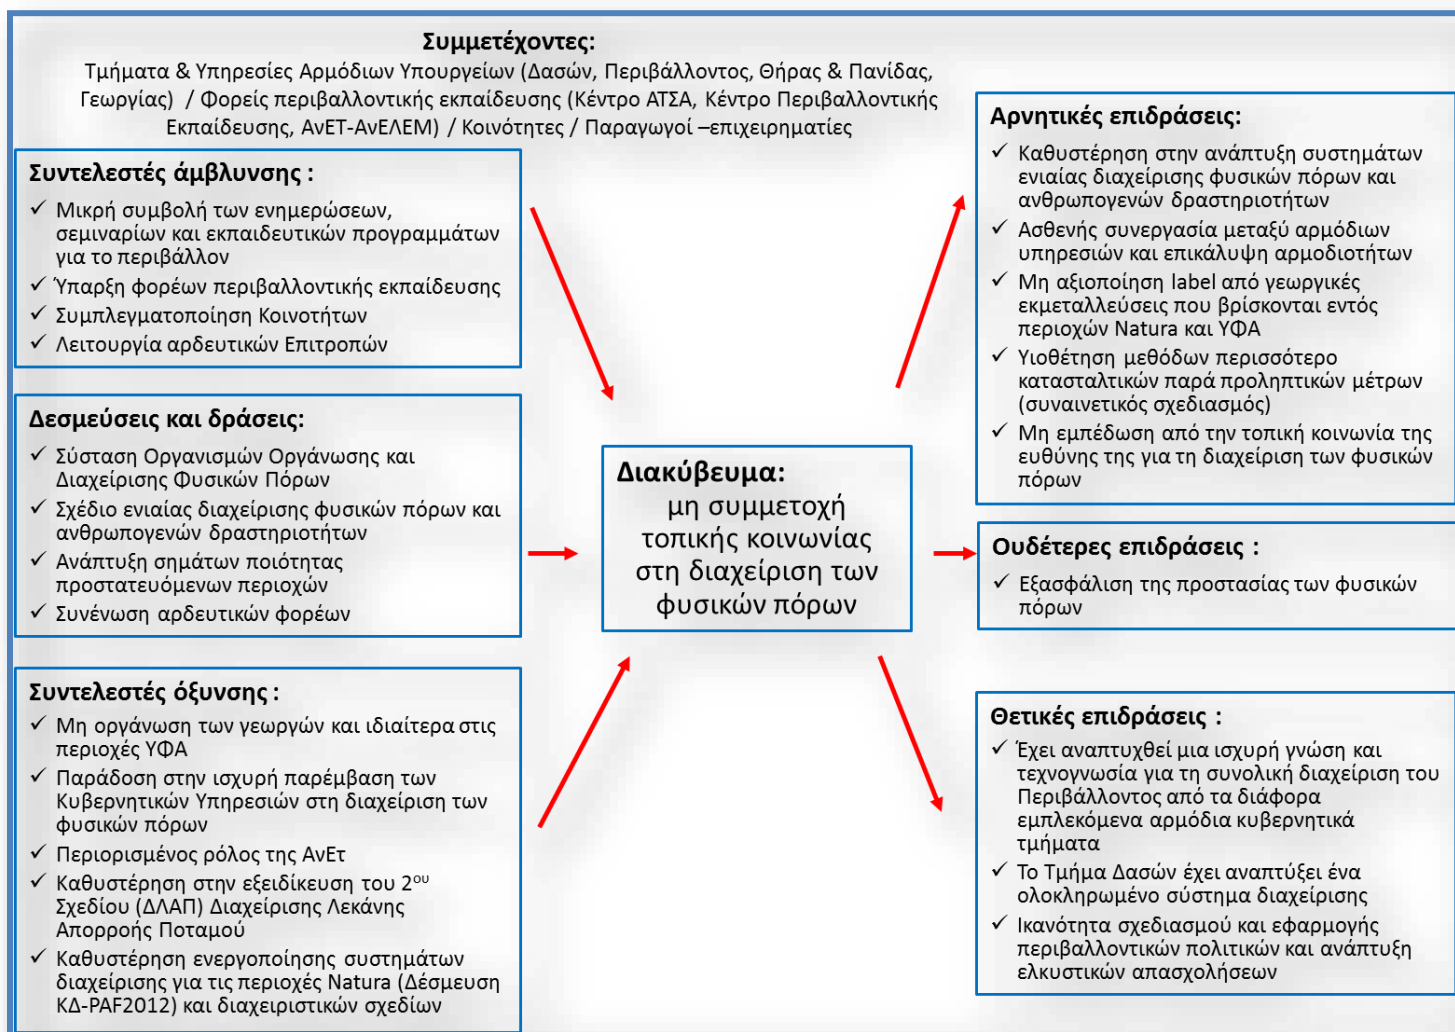 Συμμετέχοντες:
Τμήματα & Υπηρεσίες Αρμόδιων Υπουργείων (Δασών, Περιβάλλοντος, Θήρας & Πανίδας,
Γεωργίας) / Φορείς περιβαλλοντικής εκπαίδευσης (Κέντρο ΑΤΣΑ, Κέντρο Περιβαλλοντικής
Εκπαίδευσης, ΑνΕΤ-ΑνΕΛΕΜ) / Κοινότητες / Παραγωγοί –επιχειρηματίες
Συντελεστές άμβλυνσης :
✓ Μικρή συμβολή των ενημερώσεων,
σεμιναρίων και εκπαιδευτικών προγραμμάτων
για το περιβάλλον
✓ Ύπαρξη φορέων περιβαλλοντικής εκπαίδευσης
✓ Συμπλεγματοποίηση Κοινοτήτων
✓ Λειτουργία αρδευτικών Επιτροπών
Δεσμεύσεις και δράσεις:
✓ Σύσταση Οργανισμών Οργάνωσης και
Διαχείρισης Φυσικών Πόρων
✓ Σχέδιο ενιαίας διαχείρισης φυσικών πόρων και
ανθρωπογενών δραστηριοτήτων
✓ Ανάπτυξη σημάτων ποιότητας
προστατευόμενων περιοχών
✓ Συνένωση αρδευτικών φορέων
Συντελεστές όξυνσης :
✓ Μη οργάνωση των γεωργών και ιδιαίτερα στις
περιοχές ΥΦΑ
✓ Παράδοση στην ισχυρή παρέμβαση των
Κυβερνητικών Υπηρεσιών στη διαχείριση των
φυσικών πόρων
✓ Περιορισμένος ρόλος της ΑνΕτ
✓ Καθυστέρηση στην εξειδίκευση του 2ου
Σχεδίου (ΔΛΑΠ) Διαχείρισης Λεκάνης
Απορροής Ποταμού
✓ Καθυστέρηση ενεργοποίησης συστημάτων
διαχείρισης για τις περιοχές Natura (Δέσμευση
ΚΔ-PAF2012) και διαχειριστικών σχεδίων
Διακύβευμα:
μη συμμετοχή
τοπικής κοινωνίας
στη διαχείριση των
φυσικών πόρων
Αρνητικές επιδράσεις:
✓ Καθυστέρηση στην ανάπτυξη συστημάτων
ενιαίας διαχείρισης φυσικών πόρων και
ανθρωπογενών δραστηριοτήτων
✓ Ασθενής συνεργασία μεταξύ αρμόδιων
υπηρεσιών και επικάλυψη αρμοδιοτήτων
✓ Μη αξιοποίηση label από γεωργικές
εκμεταλλεύσεις που βρίσκονται εντός
περιοχών Natura και ΥΦΑ
✓ Υιοθέτηση μεθόδων περισσότερο
κατασταλτικών παρά προληπτικών μέτρων
(συναινετικός σχεδιασμός)
✓ Μη εμπέδωση από την τοπική κοινωνία της
ευθύνης της για τη διαχείριση των φυσικών
πόρων
Ουδέτερες επιδράσεις :
✓ Εξασφάλιση της προστασίας των φυσικών
πόρων
Θετικές επιδράσεις :
✓ Έχει αναπτυχθεί μια ισχυρή γνώση και
τεχνογνωσία για τη συνολική διαχείριση του
Περιβάλλοντος από τα διάφορα
εμπλεκόμενα αρμόδια κυβερνητικά
τμήματα
✓ Το Τμήμα Δασών έχει αναπτύξει ένα
ολοκληρωμένο σύστημα διαχείρισης
✓ Ικανότητα σχεδιασμού και εφαρμογής
περιβαλλοντικών πολιτικών και ανάπτυξη
ελκυστικών απασχολήσεων